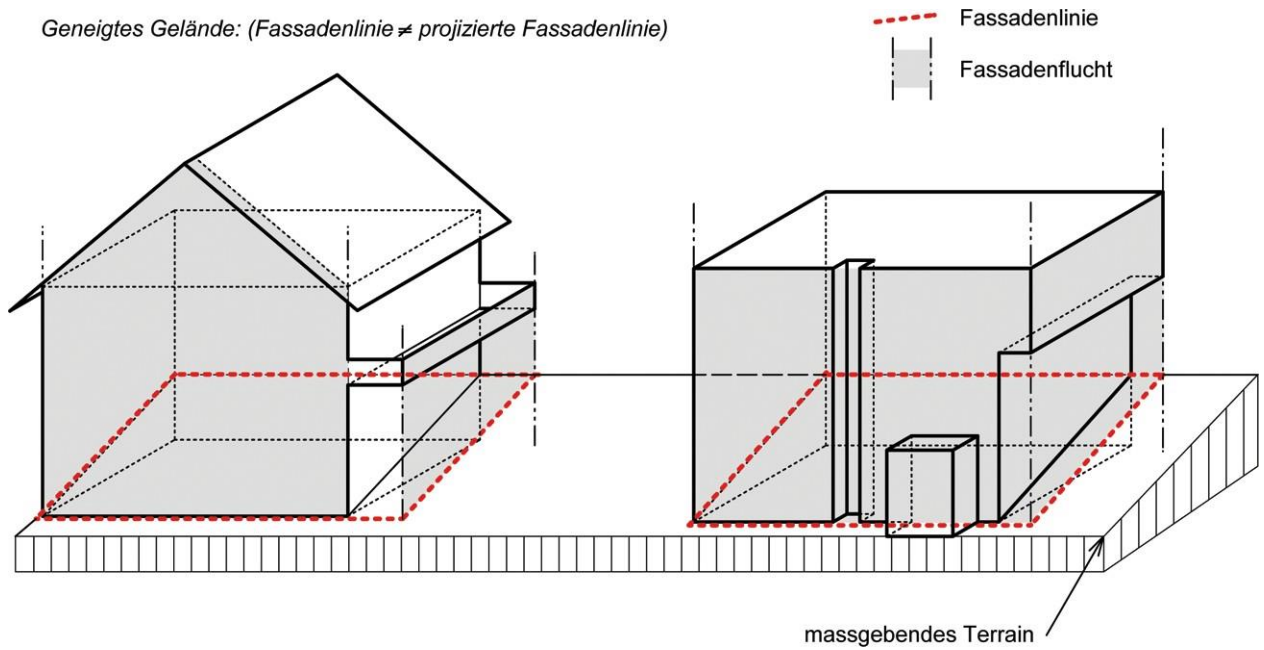 Geneigtes Gelände: (Fassadenlinie ≠ projizierte Fassadenlinie)
Fassadenlinie
Fassadenflucht
massgebendes Terrain